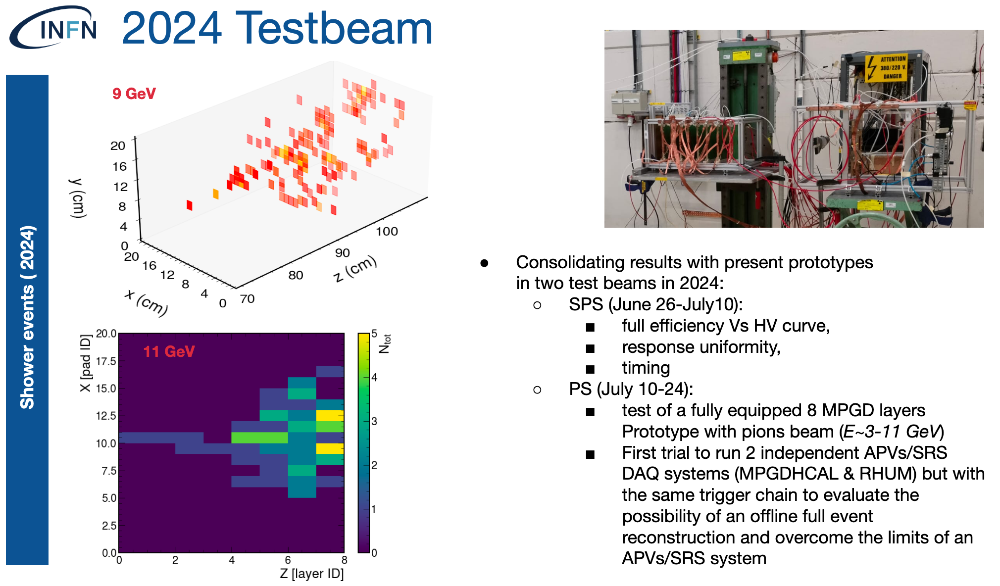 INFN
2024 Testbeam
Shower events ( 2024)
9 GeV
20
16
12
8
4
0
y (cm)
20
16
12
8
4
0
x (cm)
70
80
90
100
z (cm)
11 GeV
20.0
17.5
15.0
12.5
10.0
7.5
5.0
2.5
0.0
X [pad ID]
0
2
4
6
8
Z [layer ID]
5
4
3
2
1
0
Ntot
ATTENTION
380/220 V.
DANGER
● Consolidating results with present prototypes
in two test beams in 2024:
○ SPS (June 26-July10):
■ full efficiency Vs HV curve,
■ response uniformity,
■ timing
○ PS (July 10-24):
■ test of a fully equipped 8 MPGD layers
Prototype with pions beam (E~3-11 GeV)
■ First trial to run 2 independent APVs/SRS
DAQ systems (MPGDHCAL & RHUM) but with
the same trigger chain to evaluate the
possibility of an offline full event
reconstruction and overcome the limits of an
APVs/SRS system